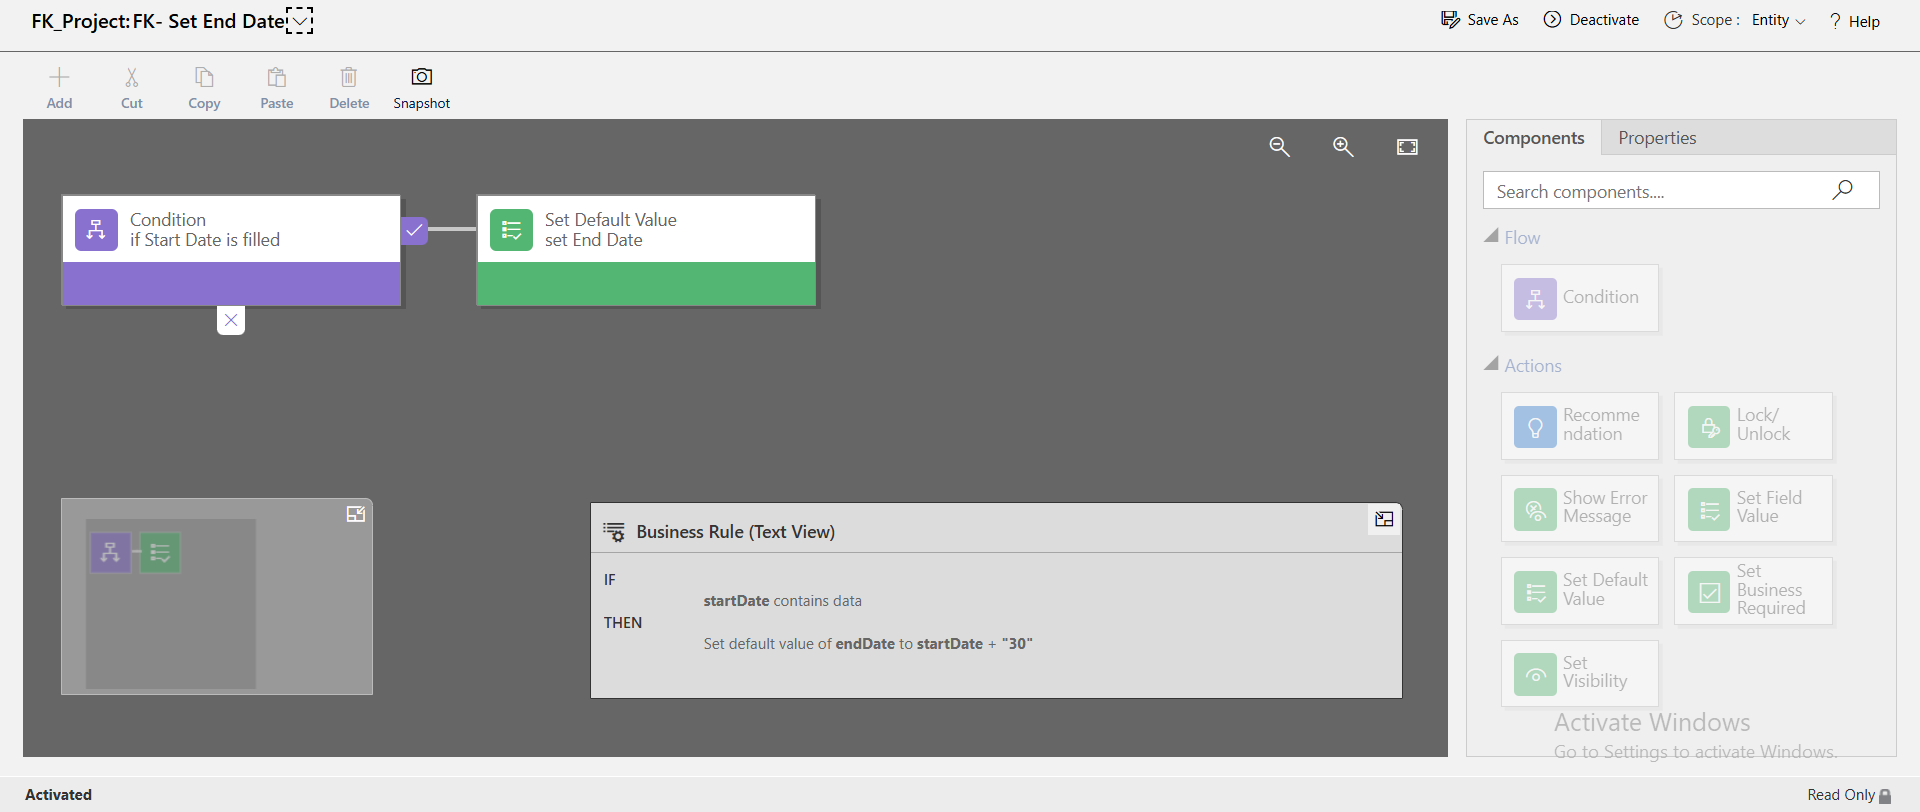 FK_Project: FK- Set End Date
Save As
Deactivate
Scope :
Entity
? Help
Add
Cut
Copy
Paste
Delete
Snapshot
Condition
if Start Date is filled
Set Default Value
set End Date
Business Rule (Text View)
IF
startDate contains data
THEN
Set default value of endDate to startDate + "30"
Components
Properties
Search components....
Flow
Condition
Actions
Recomme
ndation
Lock/
Unlock
Show Error
Message
Set Field
Value
Set Default
Value
Set
Business
Required
Set
Visibility
Activate Windows
Go to Settings to activate Windows.
Activated
Read Only